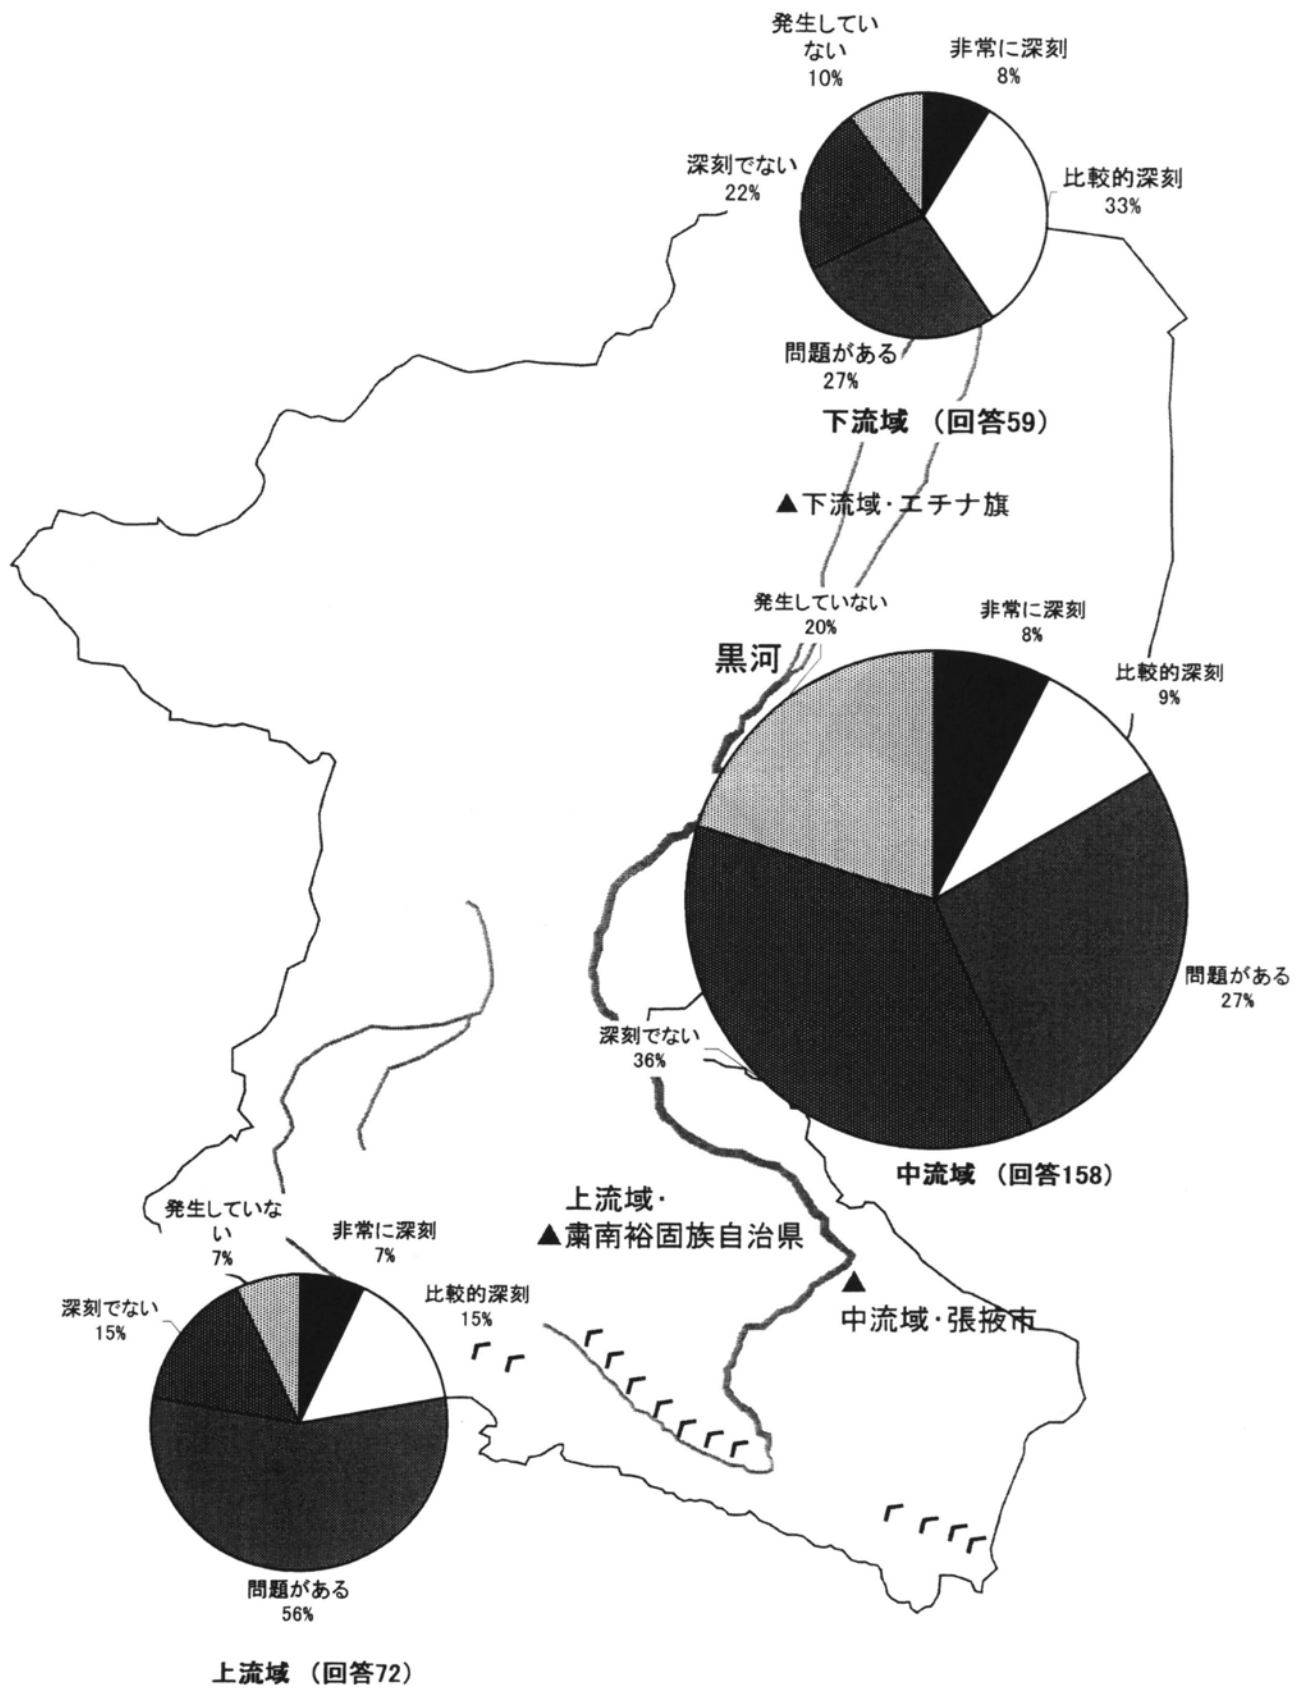 発生してい
ない
10%
非常に深刻
8%
深刻でない
22%
比較的深刻
33%
問題がある
27%
下流域 （回答59）
▲下流域・エチナ旗
発生していない
20%
非常に深刻
8%
黒河
比較的深刻
9%
問題がある
27%
深刻でない
36%
中流域 （回答158）
上流域・
▲粛南裕固族自治県
▲
中流域・張掖市
発生していな
い
7%
非常に深刻
7%
深刻でない
15%
比較的深刻
15%
問題がある
56%
上流域 （回答72）